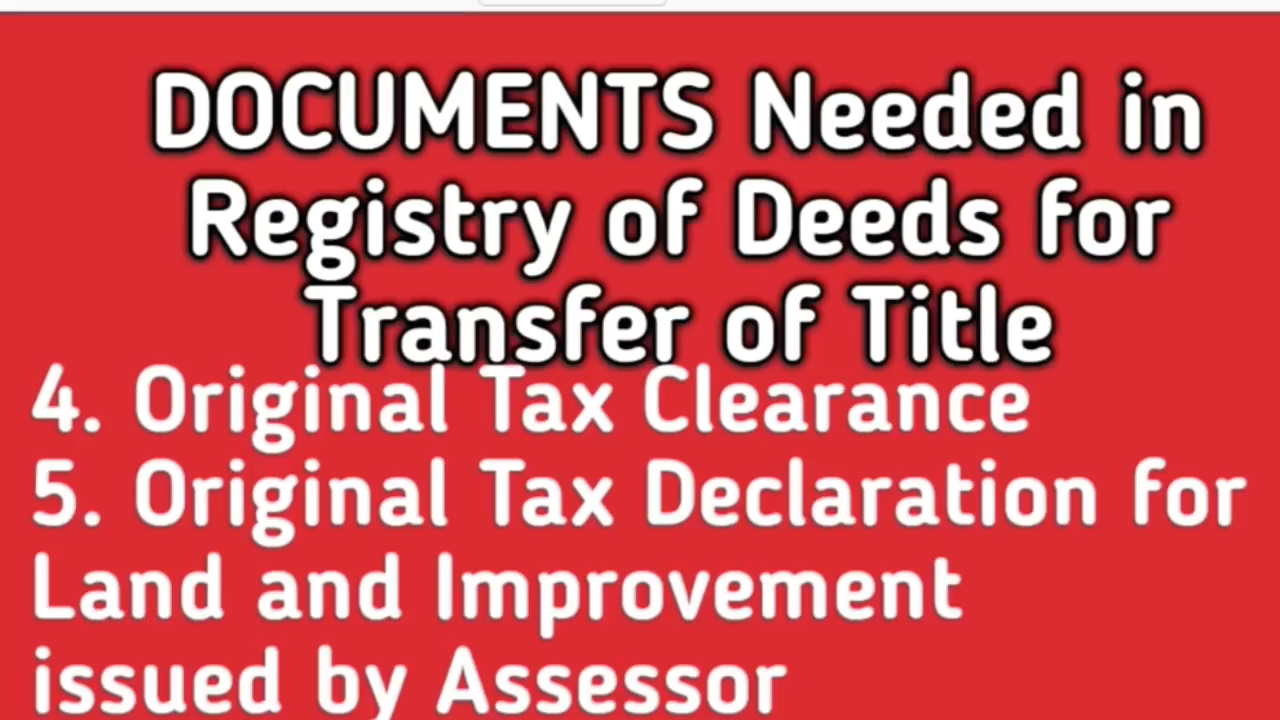 DOCUMENTS Needed in
Registry of Deeds for
Transfer of Title
4. Original Tax Clearance
5. Original Tax Declaration for
Land and Improvement
issued by Assessor